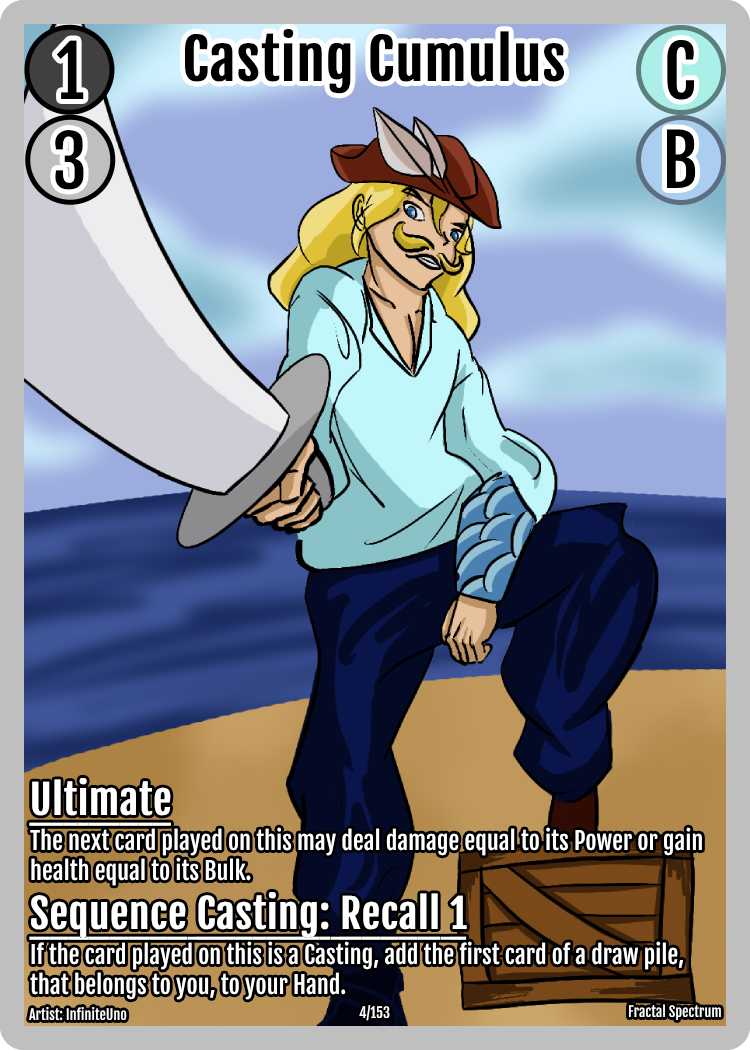 1
Casting Cumulus
C
3
B
Ultimate
The next card played on this may deal damage equal to its Power or gain
health equal to its Bulk.
Sequence Casting: Recall 1
If the card played on this is a Casting, add the first card of a draw pile,
that belongs to you, to your Hand.
Artist: InfiniteUno
4/153
Fractal Spectrum